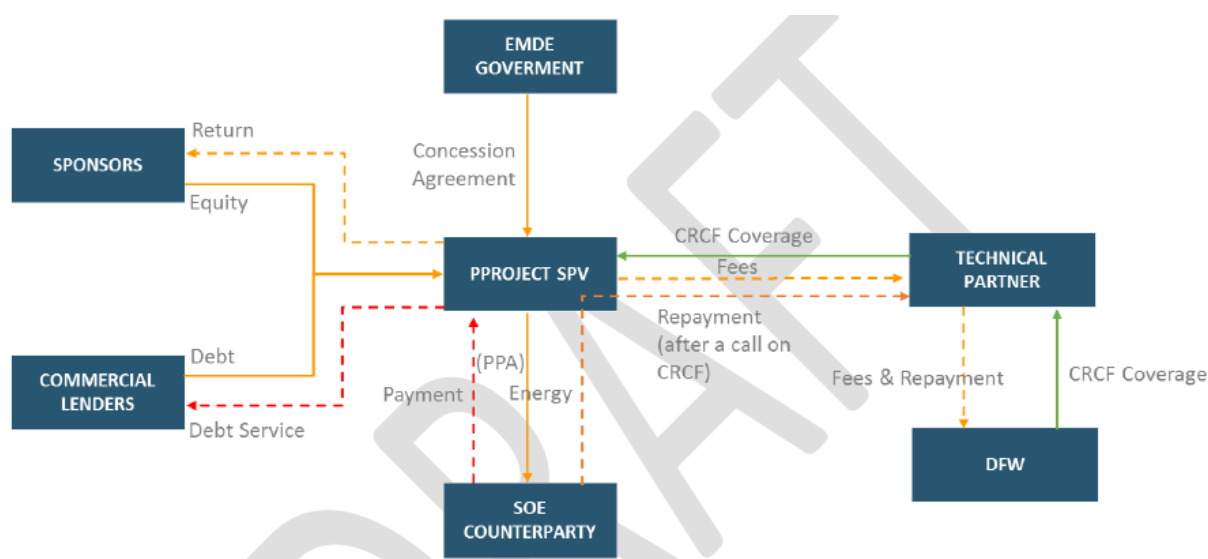 EMDE
GOVERMENT
Return
SPONSORS
Concession
Agreement
Equity
CRCF Coverage
TECHNICAL
PARTNER
PPROJECT SPV
Fees
Repayment
(after a call on
CRCF)
Debt
(PPA)
COMMERCIAL
LENDERS
Payment
Energy
Fees & Repayment
CRCF Coverage
Debt Service
DFW
SOE
COUNTERPARTY
DRAFT